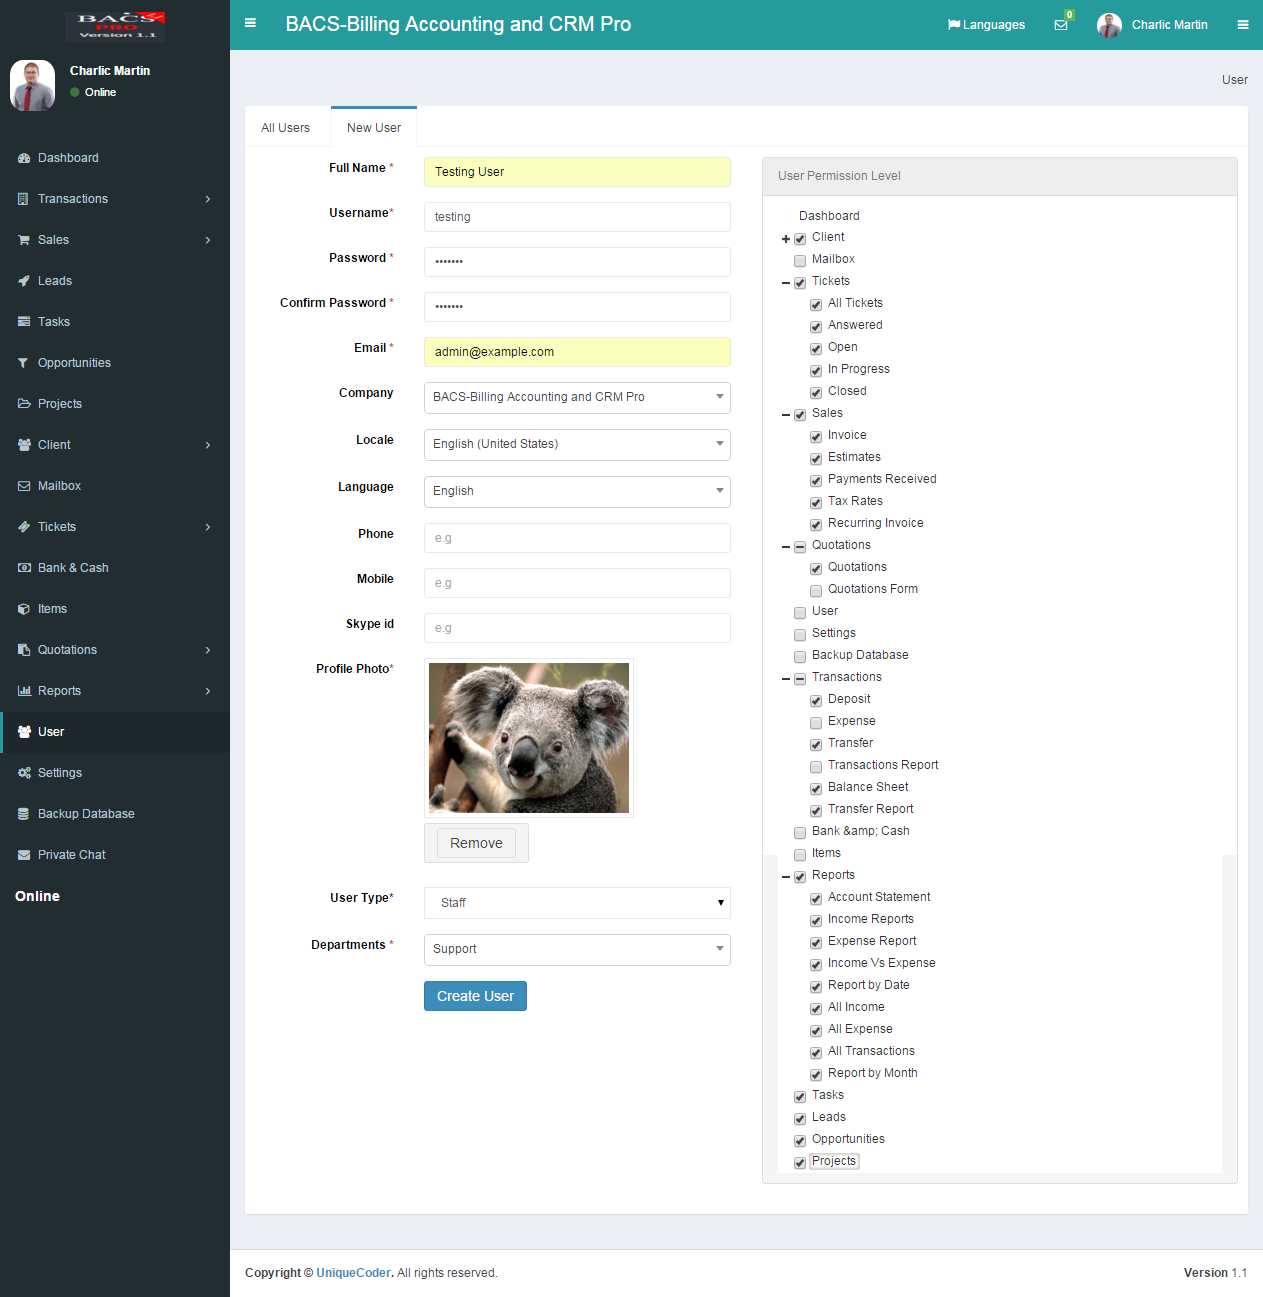 BACS
PRO
Version 1.1
Charlic Martin
Online
Dashboard
Transactions
Sales
Leads
Tasks
Opportunities
Projects
Client
Mailbox
Tickets
Bank & Cash
Items
Quotations
Reports
User
Settings
Backup Database
Private Chat
Online
BACS-Billing Accounting and CRM Pro
Languages
0
Charlic Martin
User
All Users
New User
Full Name *
Testing User
Username*
testing
Password *
•••••••
Confirm Password *
•••••••
Email *
admin@example.com
Company
BACS-Billing Accounting and CRM Pro
Locale
English (United States)
Language
English
Phone
e.g
Mobile
e.g
Skype id
e.g
Profile Photo*
Remove
User Type*
Staff
Departments *
Support
Create User
User Permission Level
Dashboard
Client
Mailbox
Tickets
All Tickets
Answered
Open
In Progress
Closed
Sales
Invoice
Estimates
Payments Received
Tax Rates
Recurring Invoice
Quotations
Quotations
Quotations Form
User
Settings
Backup Database
Transactions
Deposit
Expense
Transfer
Transactions Report
Balance Sheet
Transfer Report
Bank &amp; Cash
Items
Reports
Account Statement
Income Reports
Expense Report
Income Vs Expense
Report by Date
All Income
All Expense
All Transactions
Report by Month
Tasks
Leads
Opportunities
Projects
Copyright © UniqueCoder. All rights reserved.
Version 1.1